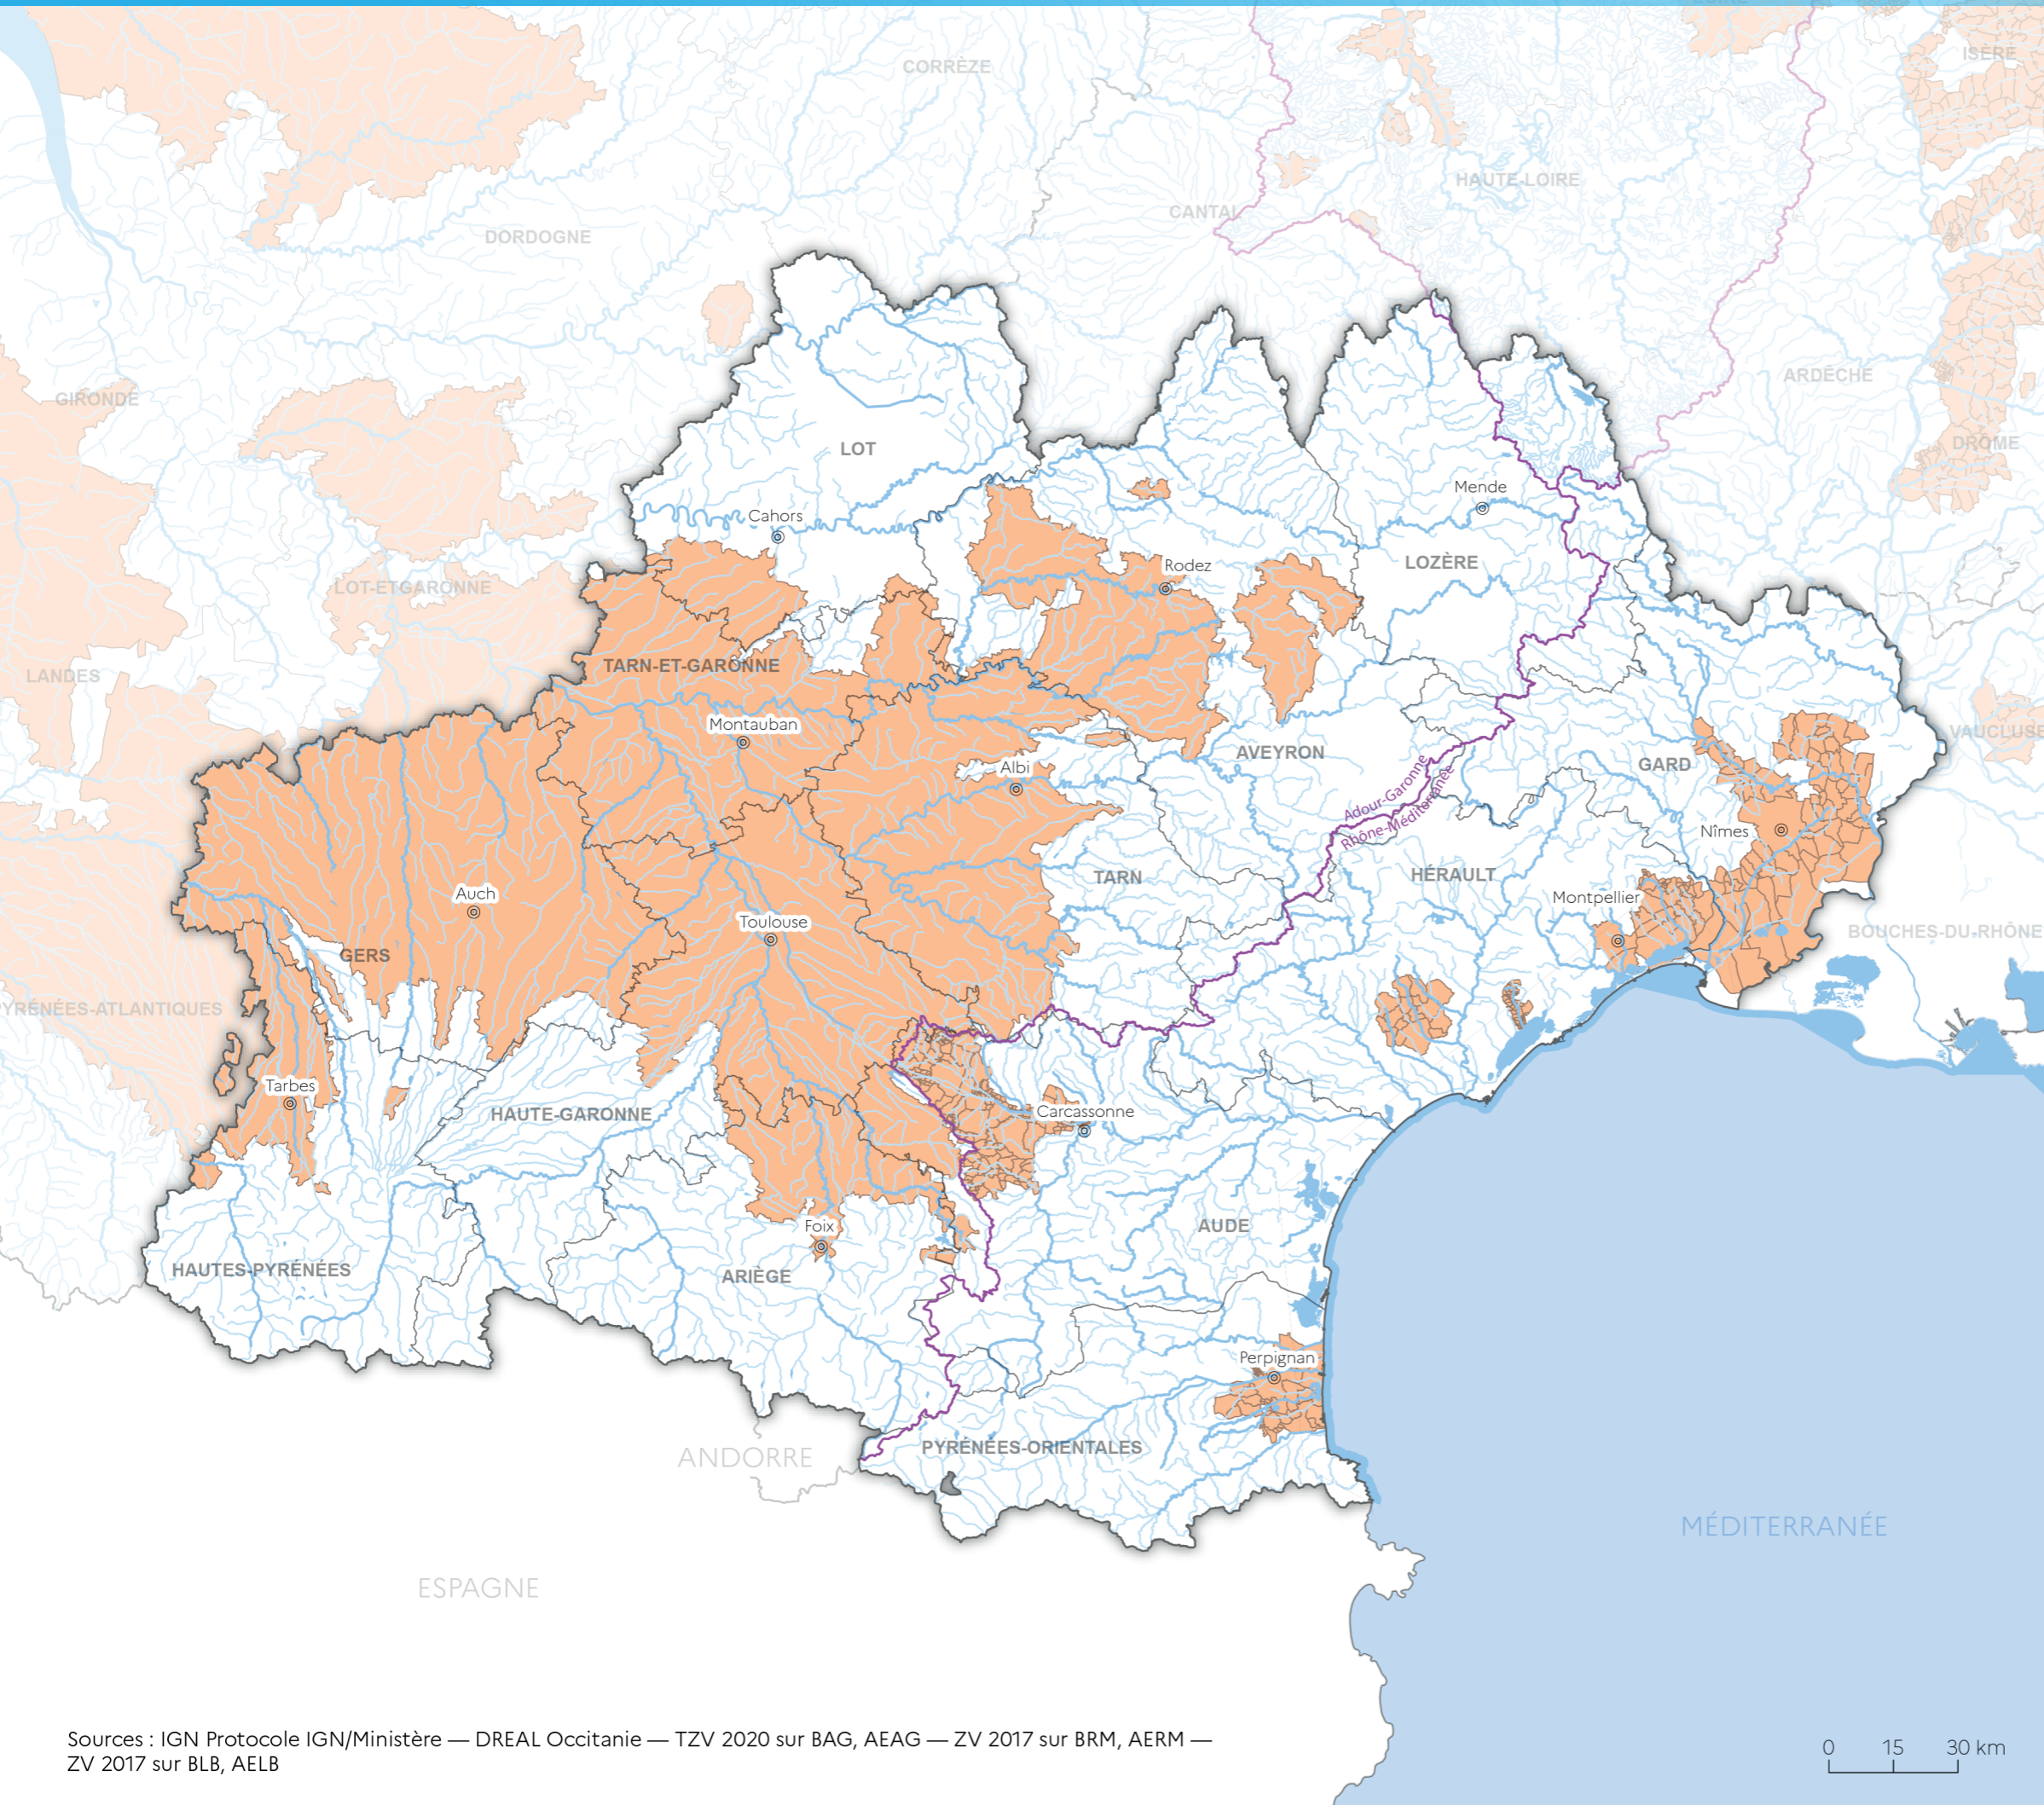 LOIRE
ISÈRE
CORRÈZE
HAUTE-LOIRE
CANTAL
DORDOGNE
ARDÈCHE
GIRONDE
DRÔME
LOT
Mende
Cahors
LOZÈRE
Rodez
LOT-ETGARONNE
TARN-ET-GARONNE
LANDES
Montauban
VAUCLUSE
AVEYRON
GARD
Albi
Adour-Garonne
Rhône-Méditerranée
Nîmes
TARN
HÉRAULT
Auch
Montpellier
Toulouse
BOUCHES-DU-RHÔNE
GERS
PYRÉNÉES-ATLANTIQUES
Tarbes
HAUTE-GARONNE
Carcassonne
Foix
AUDE
HAUTES-PYRÉNÉES
ARIÈGE
Perpignan
PYRÉNÉES-ORIENTALES
ANDORRE
MÉDITERRANÉE
ESPAGNE
Sources : IGN Protocole IGN/Ministère — DREAL Occitanie — TZV 2020 sur BAG, AEAG — ZV 2017 sur BRM, AERM —
ZV 2017 sur BLB, AELB
0 15 30 km